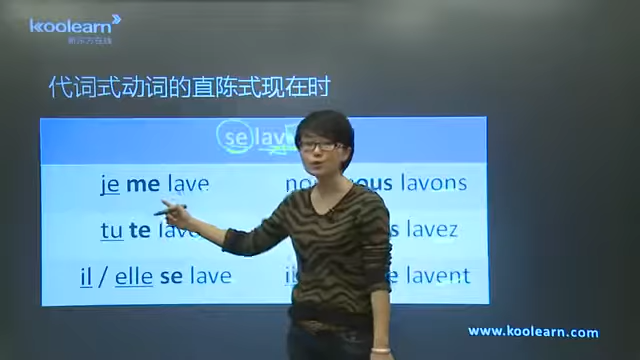 koolearn
新东方在线
代词式动词的直陈式现在时
se lav
je me lave
lavons
tu te
lavez
il / elle se lave
lavent
www.koolearn.com